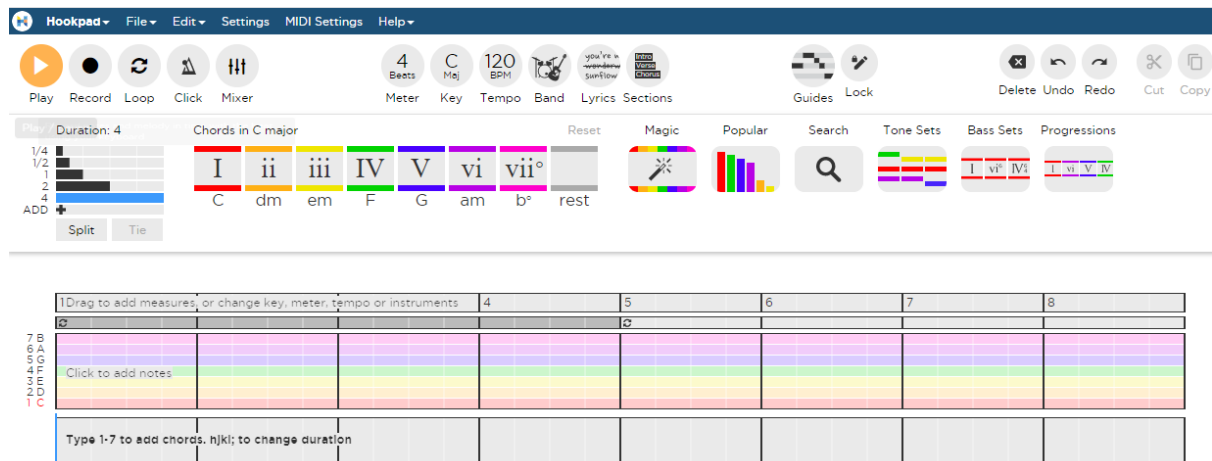 Hookpad File Edit Settings MIDI Settings Help
4 Beats C Maj 120 BPM you're a sunflow Intro Verse Chorus
Play Record Loop Click Mixer Meter Key Tempo Band Lyrics Sections Guides Lock Delete Undo Redo Cut Copy
Duration: 4 Chords in C major Reset Magic Popular Search Tone Sets Bass Sets Progressions
1/4
1/2
1
2
4
ADD
I ii iii IV V vi vii° I vi V IV
C dm em F G am b° rest
Split Tie
1Drag to add measures, or change key, meter, tempo or instruments 4 5 6 7 8
7 B
6 A
5 G
4 F Click to add notes
3 E
2 D
1 C
Type 1-7 to add chords. hjkl; to change duration